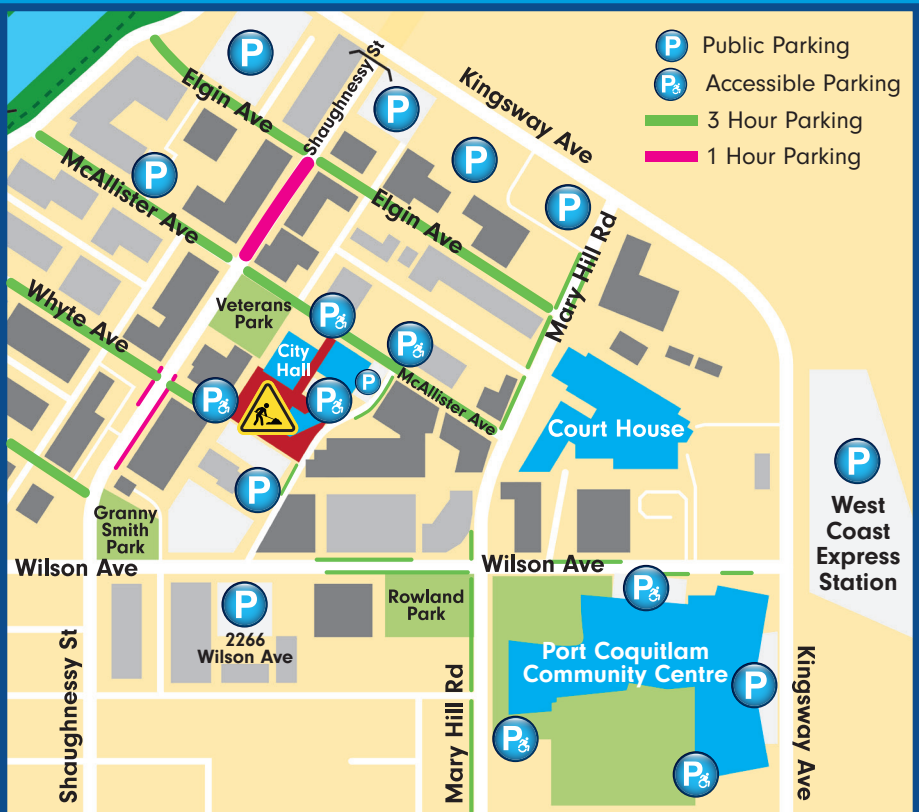 P
Shaughnessy St
P Public Parking
P Accessible Parking
3 Hour Parking
1 Hour Parking
Elgin Ave
P
Kingsway Ave
P
P
McAllister Ave
P
Elgin Ave
Mary Hill Rd
Whyte Ave
Veterans
Park
P
City
Hall
P
P
McAllister Ave
P
P
Court House
P
West
Coast
Express
Station
P
Granny
Smith
Park
Wilson Ave
Wilson Ave
P
2266
Wilson Ave
Rowland
Park
P
Port Coquitlam
Community Centre
P
Shaughnessy St
Mary Hill Rd
Kingsway Ave
P
P